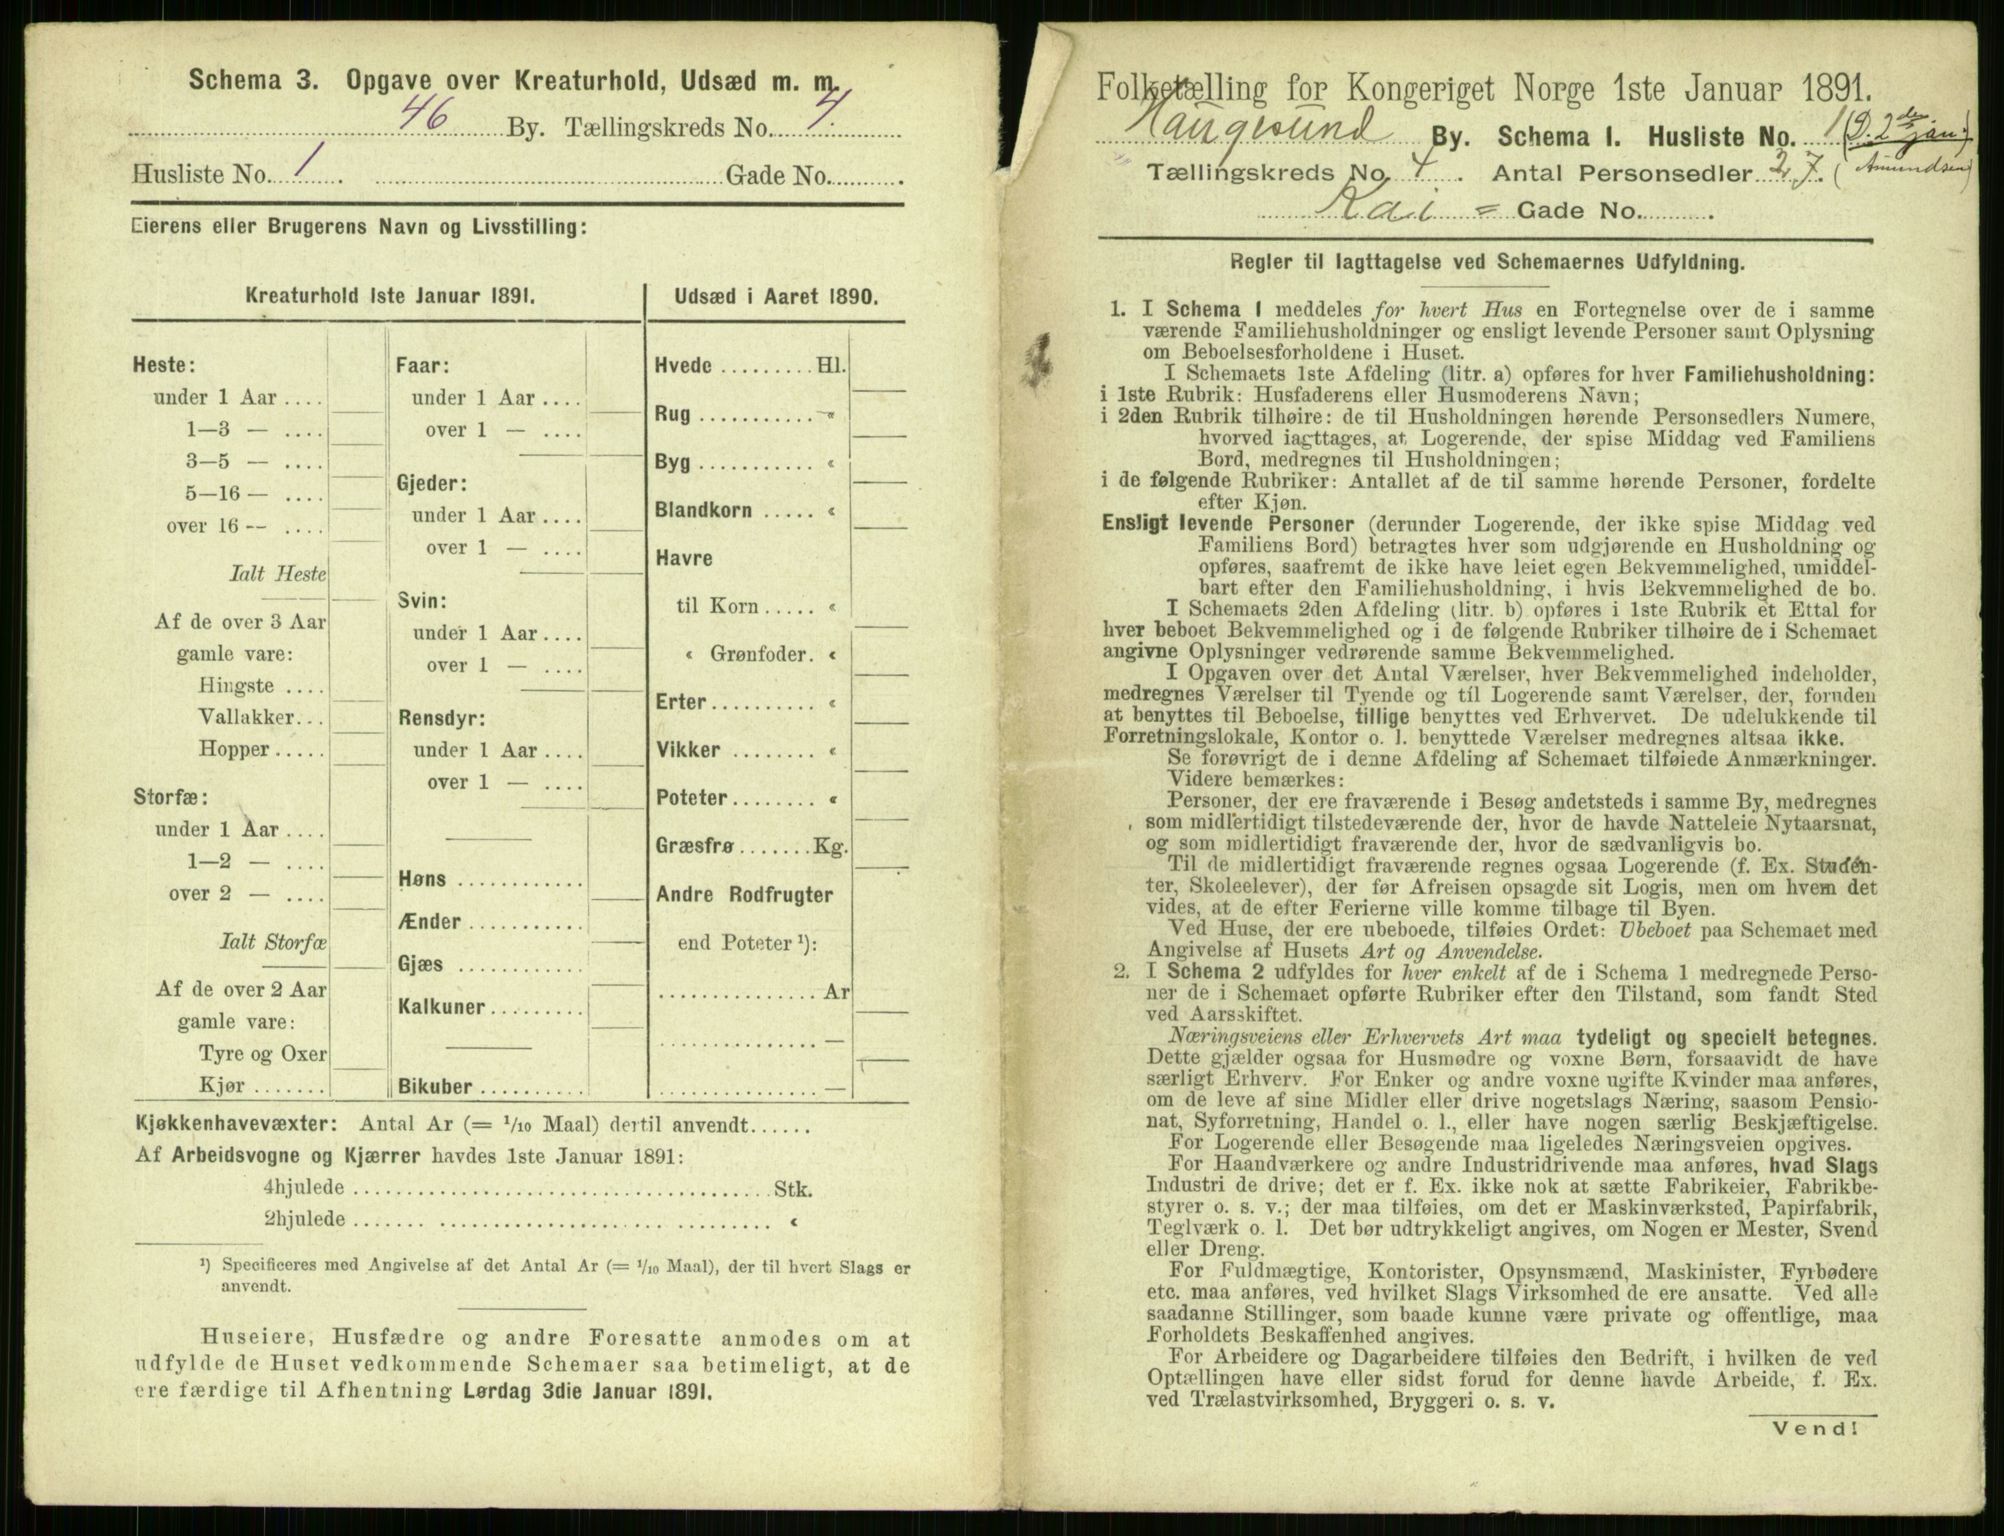 Schema 3. Opgave over Kreaturhold, Udsæd m. m.
46 By. Tællingskreds No. 4
Husliste No. 1 Gade No.
Eierens eller Brugerens Navn og Livsstilling:
Kreaturhold 1ste Januar 1891.
Heste:
under 1 Aar ....
1—3 — ....
3—5 — ....
5—16 — ....
over 16 -- ....
Ialt Heste
Af de over 3 Aar
gamle vare:
Hingste ....
Vallakker...
Hopper .....
Storfæ:
under 1 Aar ....
1—2 — ....
over 2 — ....
Ialt Storfæ
Af de over 2 Aar
gamle vare:
Tyre og Oxer
Kjør .......
Faar:
under 1 Aar ....
over 1 — ....
Gjeder:
under 1 Aar ....
over 1 — ....
Svin:
under 1 Aar ....
over 1 — ....
Rensdyr:
under 1 Aar ....
over 1 — ....
Høns ............
Ænder ...........
Gjæs ............
Kalkuner .........
Bikuber ..........
Udsæd i Aaret 1890.
Hvede ......... Hl.
Rug ........... «
Byg ........... «
Blandkorn ..... «
Havre
til Korn ..... «
« Grønfoder. «
Erter .......... «
Vikker ........ «
Poteter ........ «
Græsfrø ....... Kg.
Andre Rodfrugter
end Poteter ¹):
............... Ar
............... —
............... —
Kjøkkenhavevæxter: Antal Ar (= 1/10 Maal) dertil anvendt......
Af Arbeidsvogne og Kjærrer havdes 1ste Januar 1891:
4hjulede ....................................... Stk.
2hjulede ....................................... «
¹) Specificeres med Angivelse af det Antal Ar (= 1/10 Maal), der til hvert Slags er
anvendt.
Huseiere, Husfædre og andre Foresatte anmodes om at
udfylde de Huset vedkommende Schemaer saa betimeligt, at de
ere færdige til Afhentning Lørdag 3die Januar 1891.
Folketælling for Kongeriget Norge 1ste Januar 1891.
Haugesund By. Schema 1. Husliste No. 1 (D. 2den jan.)
Tællingskreds No. 4. Antal Personsedler 27. (Amundsen)
Kai = Gade No. .
Regler til Iagttagelse ved Schemaernes Udfyldning.
1. I Schema 1 meddeles for hvert Hus en Fortegnelse over de i samme
værende Familiehusholdninger og ensligt levende Personer samt Oplysning
om Beboelsesforholdene i Huset.
I Schemaets 1ste Afdeling (litr. a) opføres for hver Familiehusholdning:
i 1ste Rubrik: Husfaderens eller Husmoderens Navn;
i 2den Rubrik tilhøire: de til Husholdningen hørende Personsedlers Numere,
hvorved iagttages, at Logerende, der spise Middag ved Familiens
Bord, medregnes til Husholdningen;
i de følgende Rubriker: Antallet af de til samme hørende Personer, fordelte
efter Kjøn.
Ensligt levende Personer (derunder Logerende, der ikke spise Middag ved
Familiens Bord) betragtes hver som udgjørende en Husholdning og
opføres, saafremt de ikke have leiet egen Bekvemmelighed, umiddel-
bart efter den Familiehusholdning, i hvis Bekvemmelighed de bo.
I Schemaets 2den Afdeling (litr. b) opføres i 1ste Rubrik ét Ettal for
hver beboet Bekvemmelighed og i de følgende Rubriker tilhøire de i Schemaet
angivne Oplysninger vedrørende samme Bekvemmelighed.
I Opgaven over det Antal Værelser, hver Bekvemmelighed indeholder,
medregnes Værelser til Tyende og til Logerende samt Værelser, der, foruden
at benyttes til Beboelse, tillige benyttes ved Erhvervet. De udelukkende til
Forretningslokale, Kontor o. l. benyttede Værelser medregnes altsaa ikke.
Se forøvrigt de i denne Afdeling af Schemaet tilføiede Anmærkninger.
Videre bemærkes:
Personer, der ere fraværende i Besøg andetsteds i samme By, medregnes
som midlertidigt tilstedeværende der, hvor de havde Natteleie Nytaarsnat,
og som midlertidigt fraværende der, hvor de sædvanligvis bo.
Til de midlertidigt fraværende regnes ogsaa Logerende (f. Ex. Studen-
ter, Skoleelever), der før Afreisen opsagde sit Logis, men om hvem det
vides, at de efter Ferierne ville komme tilbage til Byen.
Ved Huse, der ere ubeboede, tilføies Ordet: Ubeboet paa Schemaet med
Angivelse af Husets Art og Anvendelse.
2. I Schema 2 udfyldes for hver enkelt af de i Schema 1 medregnede Perso-
ner de i Schemaet opførte Rubriker efter den Tilstand, som fandt Sted
ved Aarsskiftet.
Næringsveiens eller Erhvervets Art maa tydeligt og specielt betegnes.
Dette gjælder ogsaa for Husmødre og voxne Børn, forsaavidt de have
særligt Erhverv. For Enker og andre voxne ugifte Kvinder maa anføres,
om de leve af sine Midler eller drive nogetslags Næring, saasom Pensio-
nat, Syforretning, Handel o. l., eller have nogen særlig Beskjæftigelse.
For Logerende eller Besøgende maa ligeledes Næringsveien opgives.
For Haandværkere og andre Industridrivende maa anføres, hvad Slags
Industri de drive; det er f. Ex. ikke nok at sætte Fabrikeier, Fabrikbe-
styrer o. s. v.; der maa tilføies, om det er Maskinværksted, Papirfabrik,
Teglværk o. l. Det bør udtrykkeligt angives, om Nogen er Mester, Svend
eller Dreng.
For Fuldmægtige, Kontorister, Opsynsmænd, Maskinister, Fyrbødere
etc. maa anføres, ved hvilket Slags Virksomhed de ere ansatte. Ved alle
saadanne Stillinger, som baade kunne være private og offentlige, maa
Forholdets Beskaffenhed angives.
For Arbeidere og Dagarbeidere tilføies den Bedrift, i hvilken de ved
Optællingen have eller sidst forud for denne havde Arbeide, f. Ex.
ved Trælastvirksomhed, Bryggeri o. s. v.
Vend!